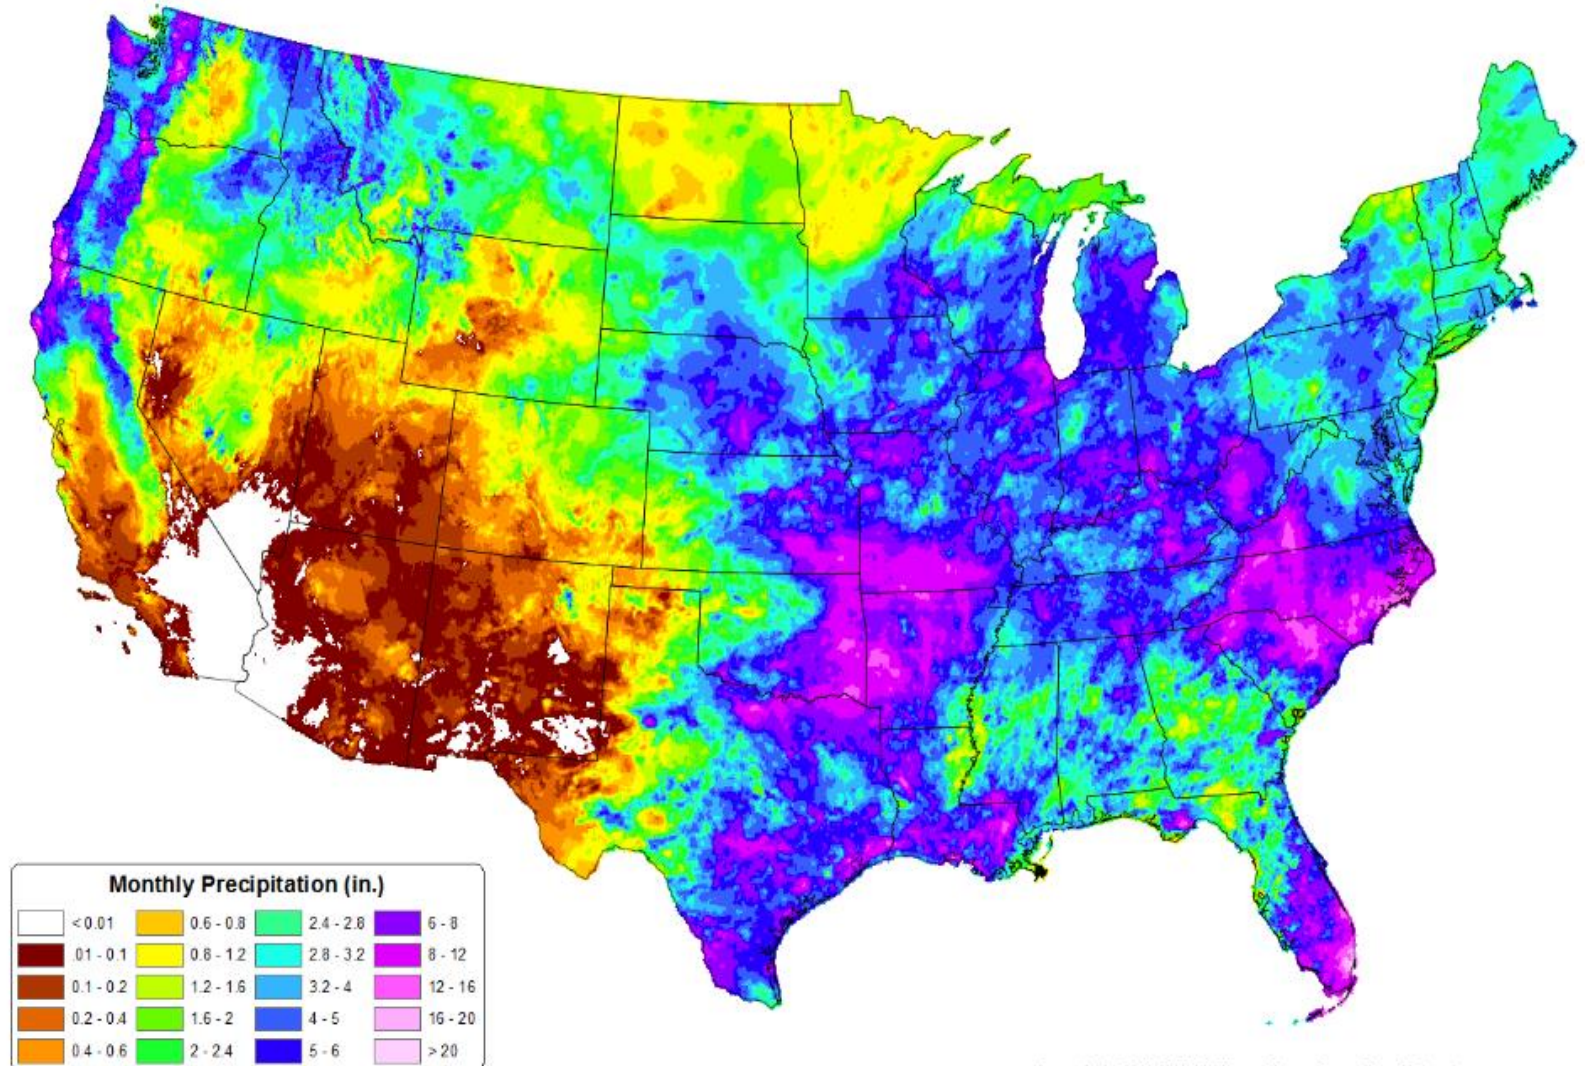 Monthly Precipitation (in.)
< 0.01 0.6 - 0.8 2.4 - 2.8 6 - 8
.01 - 0.1 0.8 - 1.2 2.8 - 3.2 8 - 12
0.1 - 0.2 1.2 - 1.6 3.2 - 4 12 - 16
0.2 - 0.4 1.6 - 2 4 - 5 16 - 20
0.4 - 0.6 2 - 2.4 5 - 6 > 20